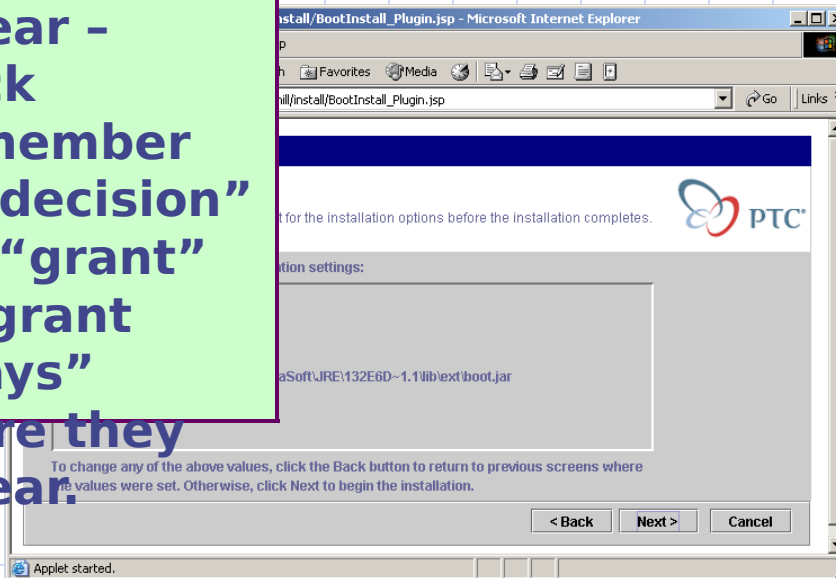 ear –
ck
member
decision”
“grant”
grant
ays”
re they
ear.
nstall/BootInstall_Plugin.jsp - Microsoft Internet Explorer
p
h Favorites Media
nill/install/BootInstall_Plugin.jsp
Go Links
t for the installation options before the installation completes.
PTC
tion settings:
aSoft\JRE\132E6D~1.1\lib\ext\boot.jar
To change any of the above values, click the Back button to return to previous screens where
the values were set. Otherwise, click Next to begin the installation.
< Back Next > Cancel
Applet started.